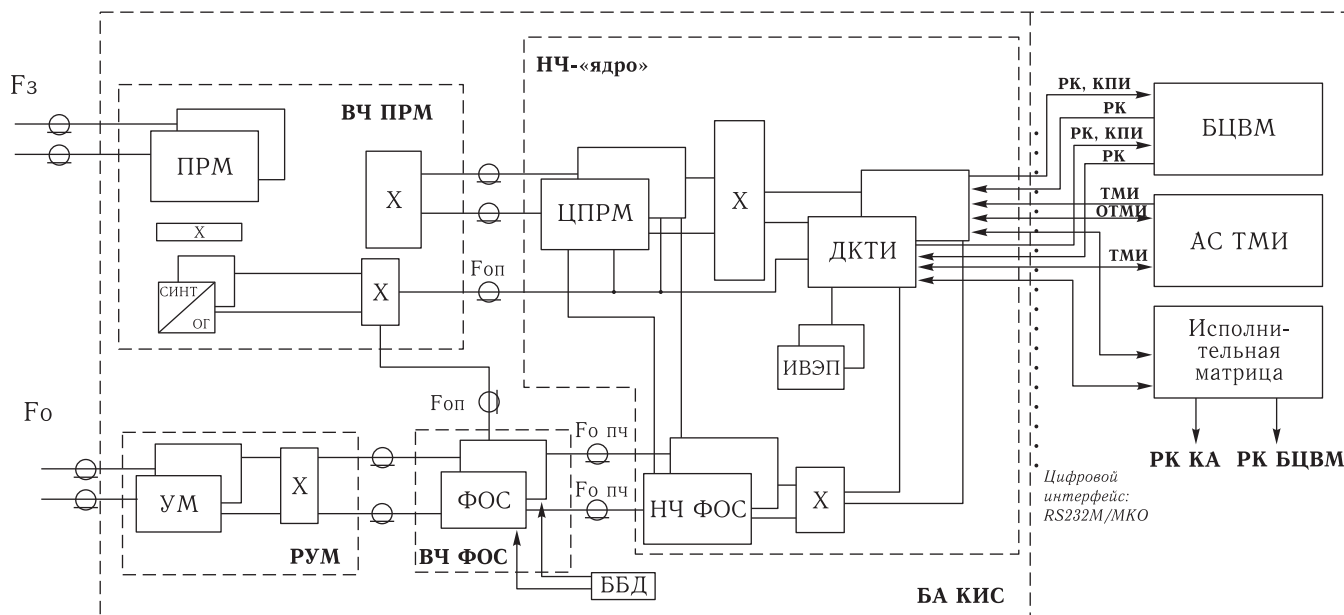 НЧ-«ядро»
Fз
ВЧ ПРМ
РК, КПИ
РК
РК, КПИ
РК
БЦВМ
ПРМ
X
X
ЦПРМ
X
ДКТИ
ТМИ
ОТМИ
ТМИ
АС ТМИ
СИНТ
ОГ
X
Fоп
ИВЭП
Исполни-
тельная
матрица
Fо
Fоп
Fо пч
Fо пч
УМ
X
ФОС
НЧ ФОС
X
РК КА
РК БЦВМ
Цифровой
интерфейс:
RS232М/МКО
РУМ
ВЧ ФОС
ББД
БА КИС